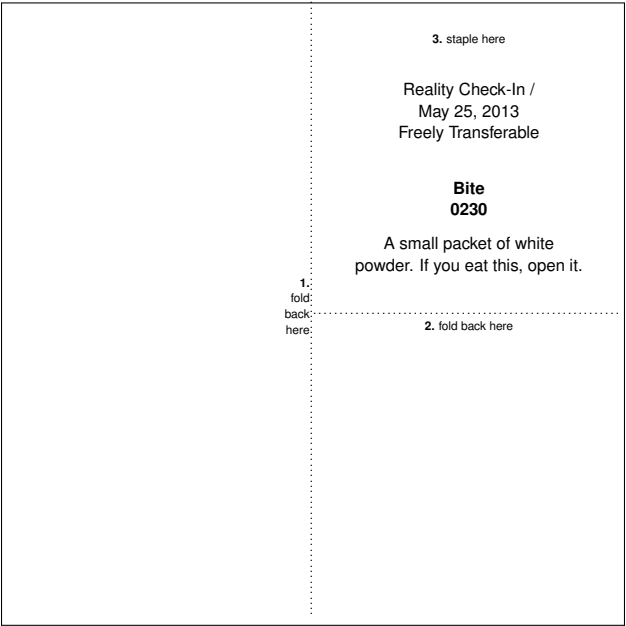 3. staple here
Reality Check-In /
May 25, 2013
Freely Transferable
Bite
0230
A small packet of white
powder. If you eat this, open it.
1.
fold
back
here
2. fold back here